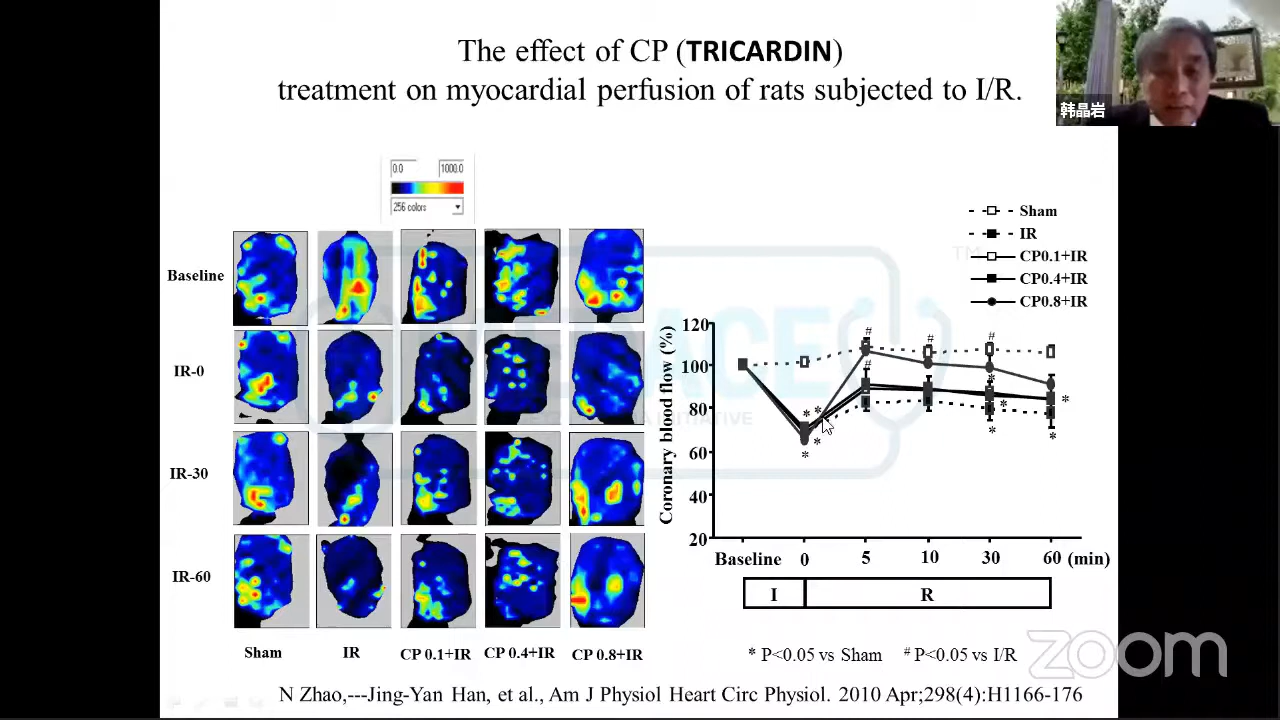 The effect of CP (TRICARDIN)
treatment on myocardial perfusion of rats subjected to I/R.
韩晶岩
0.0 1000.0
256 colors
Baseline
IR-0
IR-30
IR-60
Sham IR CP 0.1+IR CP 0.4+IR CP 0.8+IR
Sham
IR
CP0.1+IR
CP0.4+IR
CP0.8+IR
TM
Coronary blood flow (%)
120
100
80
60
40
20
# # #
#
* *
*
*
*
*
*
*
*
*
Baseline 0 5 10 30 60 (min)
I R
* P<0.05 vs Sham # P<0.05 vs I/R
zoom
N Zhao,---Jing-Yan Han, et al., Am J Physiol Heart Circ Physiol. 2010 Apr;298(4):H1166-176